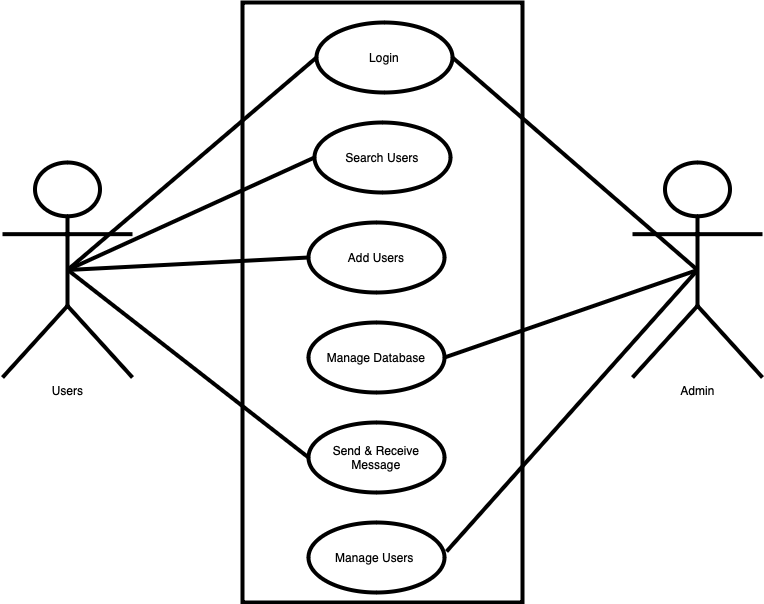 Login
Search Users
Add Users
Manage Database
Send & Receive
Message
Manage Users
Users
Admin